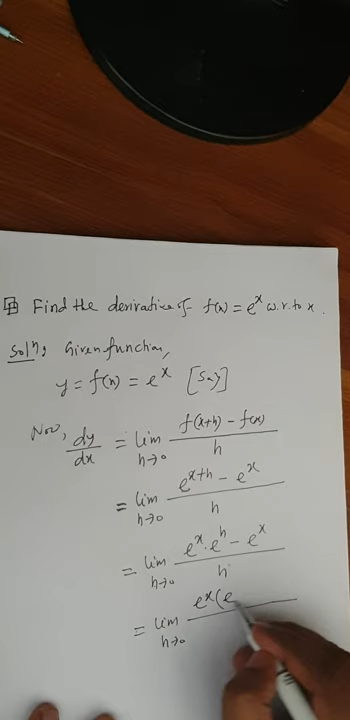 Find the derivative of f(x) = e^x w.r. to x.
Solⁿ: Given function,
y = f(x) = e^x [Say]
Now, dy/dx = lim h→0 f(x+h) - f(x) / h
= lim h→0 e^x+h - e^x / h
= lim h→0 e^x · e^h - e^x / h
= lim h→0 e^x (e